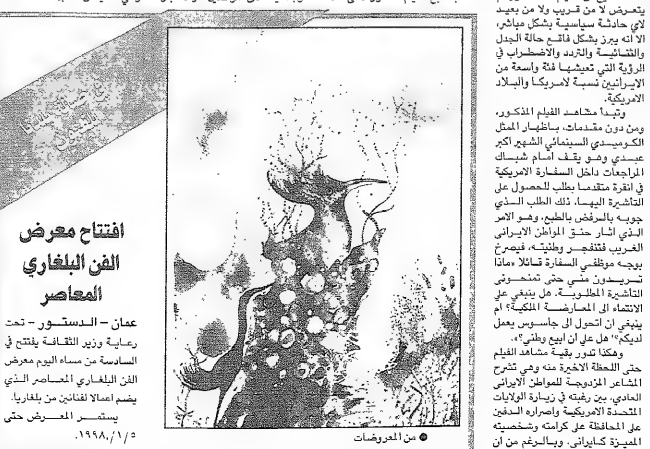 يتعرض لا من قريب ولا من بعيد
لاي حادثة سياسية بشكل مباشر،
الا انه يبرز بشكل فاقع حالة الجدل
والثنائية والتردد والاضطراب في
الرؤية التي تعيشها فئة واسعة من
الايرانيين نسبة لامريكا والبلاد
الامريكية.
وتبدأ مشاهد الفيلم المذكور،
ومن دون مقدمات، باظهار الممثل
الكوميدي السينمائي الشهير اكبر
عبدي وهو يقف امام شباك
المراجعات داخل السفارة الامريكية
في انقرة متقدما بطلب للحصول على
التاشيرة اليها. ذلك الطلب الذي
جوبه بالرفض بالطبع، وهو الامر
الذي اثار حنق المواطن الايراني
الغريب فتنفجر وطنيته، فيصرخ
بوجه موظفي السفارة قائلا «ماذا
تريدون مني حتى تمنحوني
التاشيرة المطلوبة. هل ينبغي علي
الانتماء الى المعارضة الملكية؟ ام
ينبغي ان اتحول الى جاسوس يعمل
لديكم؟ هل علي ان ابيع وطني؟».
وهكذا تدور بقية مشاهد الفيلم
حتى اللحظة الاخيرة منه وهي تشرح
المشاعر المزدوجة للمواطن الايراني
العادي. بين رغبته في زيارة الولايات
المتحدة الامريكية واصراره الدفين
على المحافظة على كرامته وشخصيته
المميزة كايراني. وبالرغم من ان
من المعروضات
افتتاح معرض
الفن البلغاري
المعاصر
عمان - الدستور - تحت
رعاية وزير الثقافة يفتتح في
السادسة من مساء اليوم معرض
الفن البلغاري المعاصر الذي
يضم اعمالا لفنانين من بلغاريا.
يستمر المعرض حتى
١٩٩٨/١/٥.